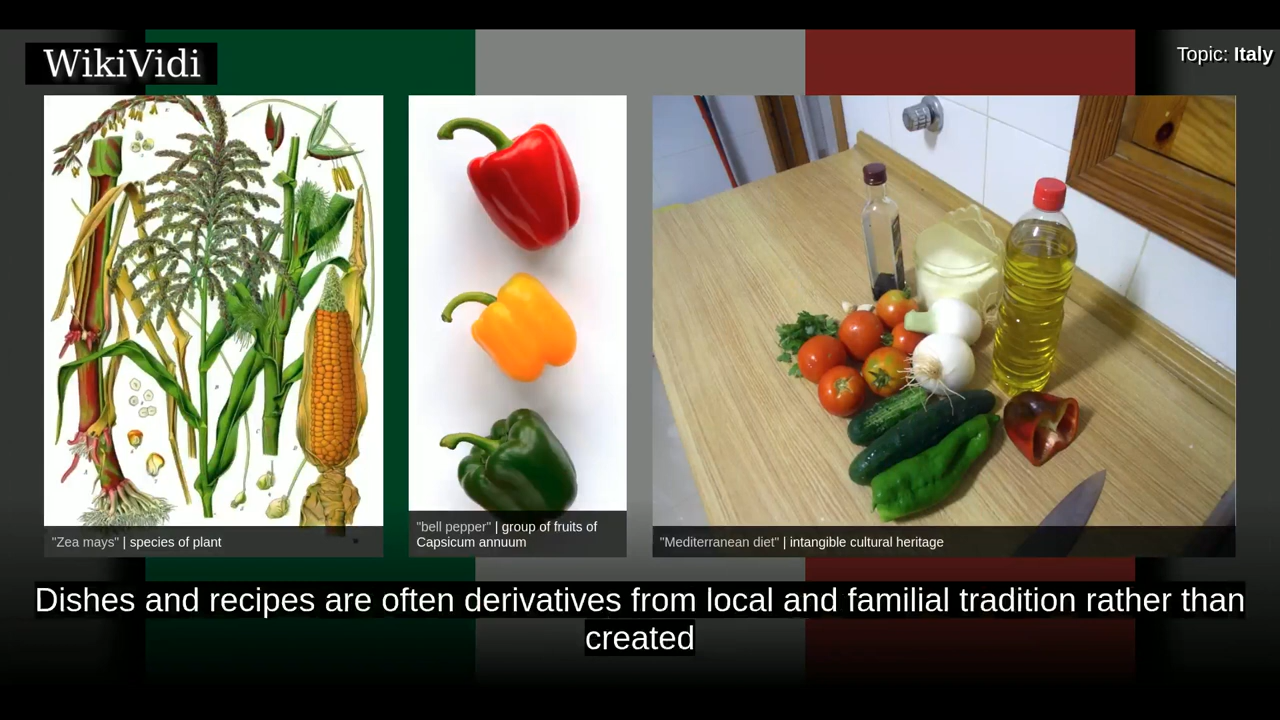 WikiVidi
Topic: Italy
"Zea mays" | species of plant
"bell pepper" | group of fruits of
Capsicum annuum
"Mediterranean diet" | intangible cultural heritage
Dishes and recipes are often derivatives from local and familial tradition rather than
created